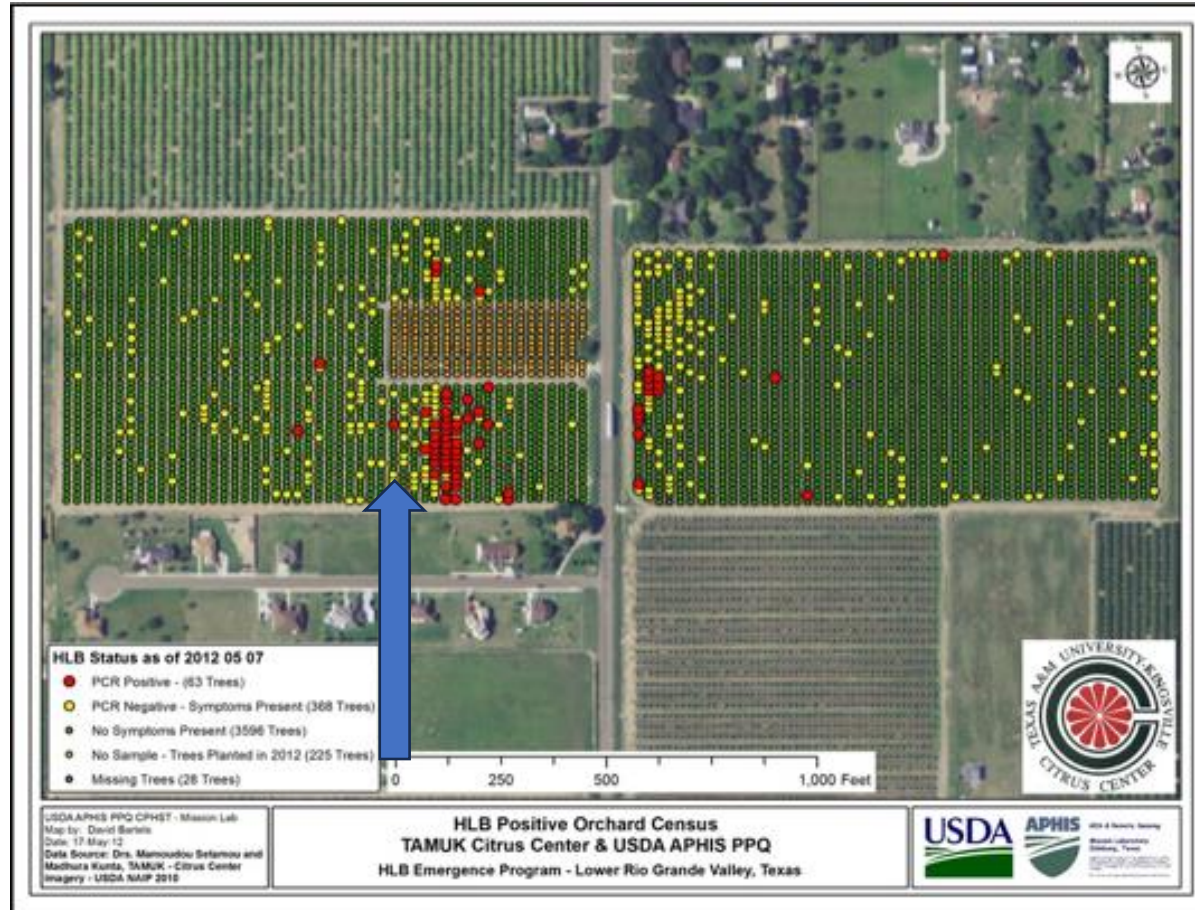 HLB Status as of 2012 05 07
PCR Positive - (63 Trees)
PCR Negative - Symptoms Present (368 Trees)
No Symptoms Present (3596 Trees)
No Sample - Trees Planted in 2012 (225 Trees)
Missing Trees (28 Trees)
0 250 500 1,000 Feet
TEXAS A&M UNIVERSITY-KINGSVILLE
CITRUS CENTER
USDA APHIS PPQ CPHST - Mission Lab
Map by: David Bartels
Date: 17-May-12
Data Source: Drs. Mamoudou Setamou and
Madhura Kunta, TAMUK - Citrus Center
Imagery - USDA NAIP 2010
HLB Positive Orchard Census
TAMUK Citrus Center & USDA APHIS PPQ
HLB Emergence Program - Lower Rio Grande Valley, Texas
USDA
APHIS